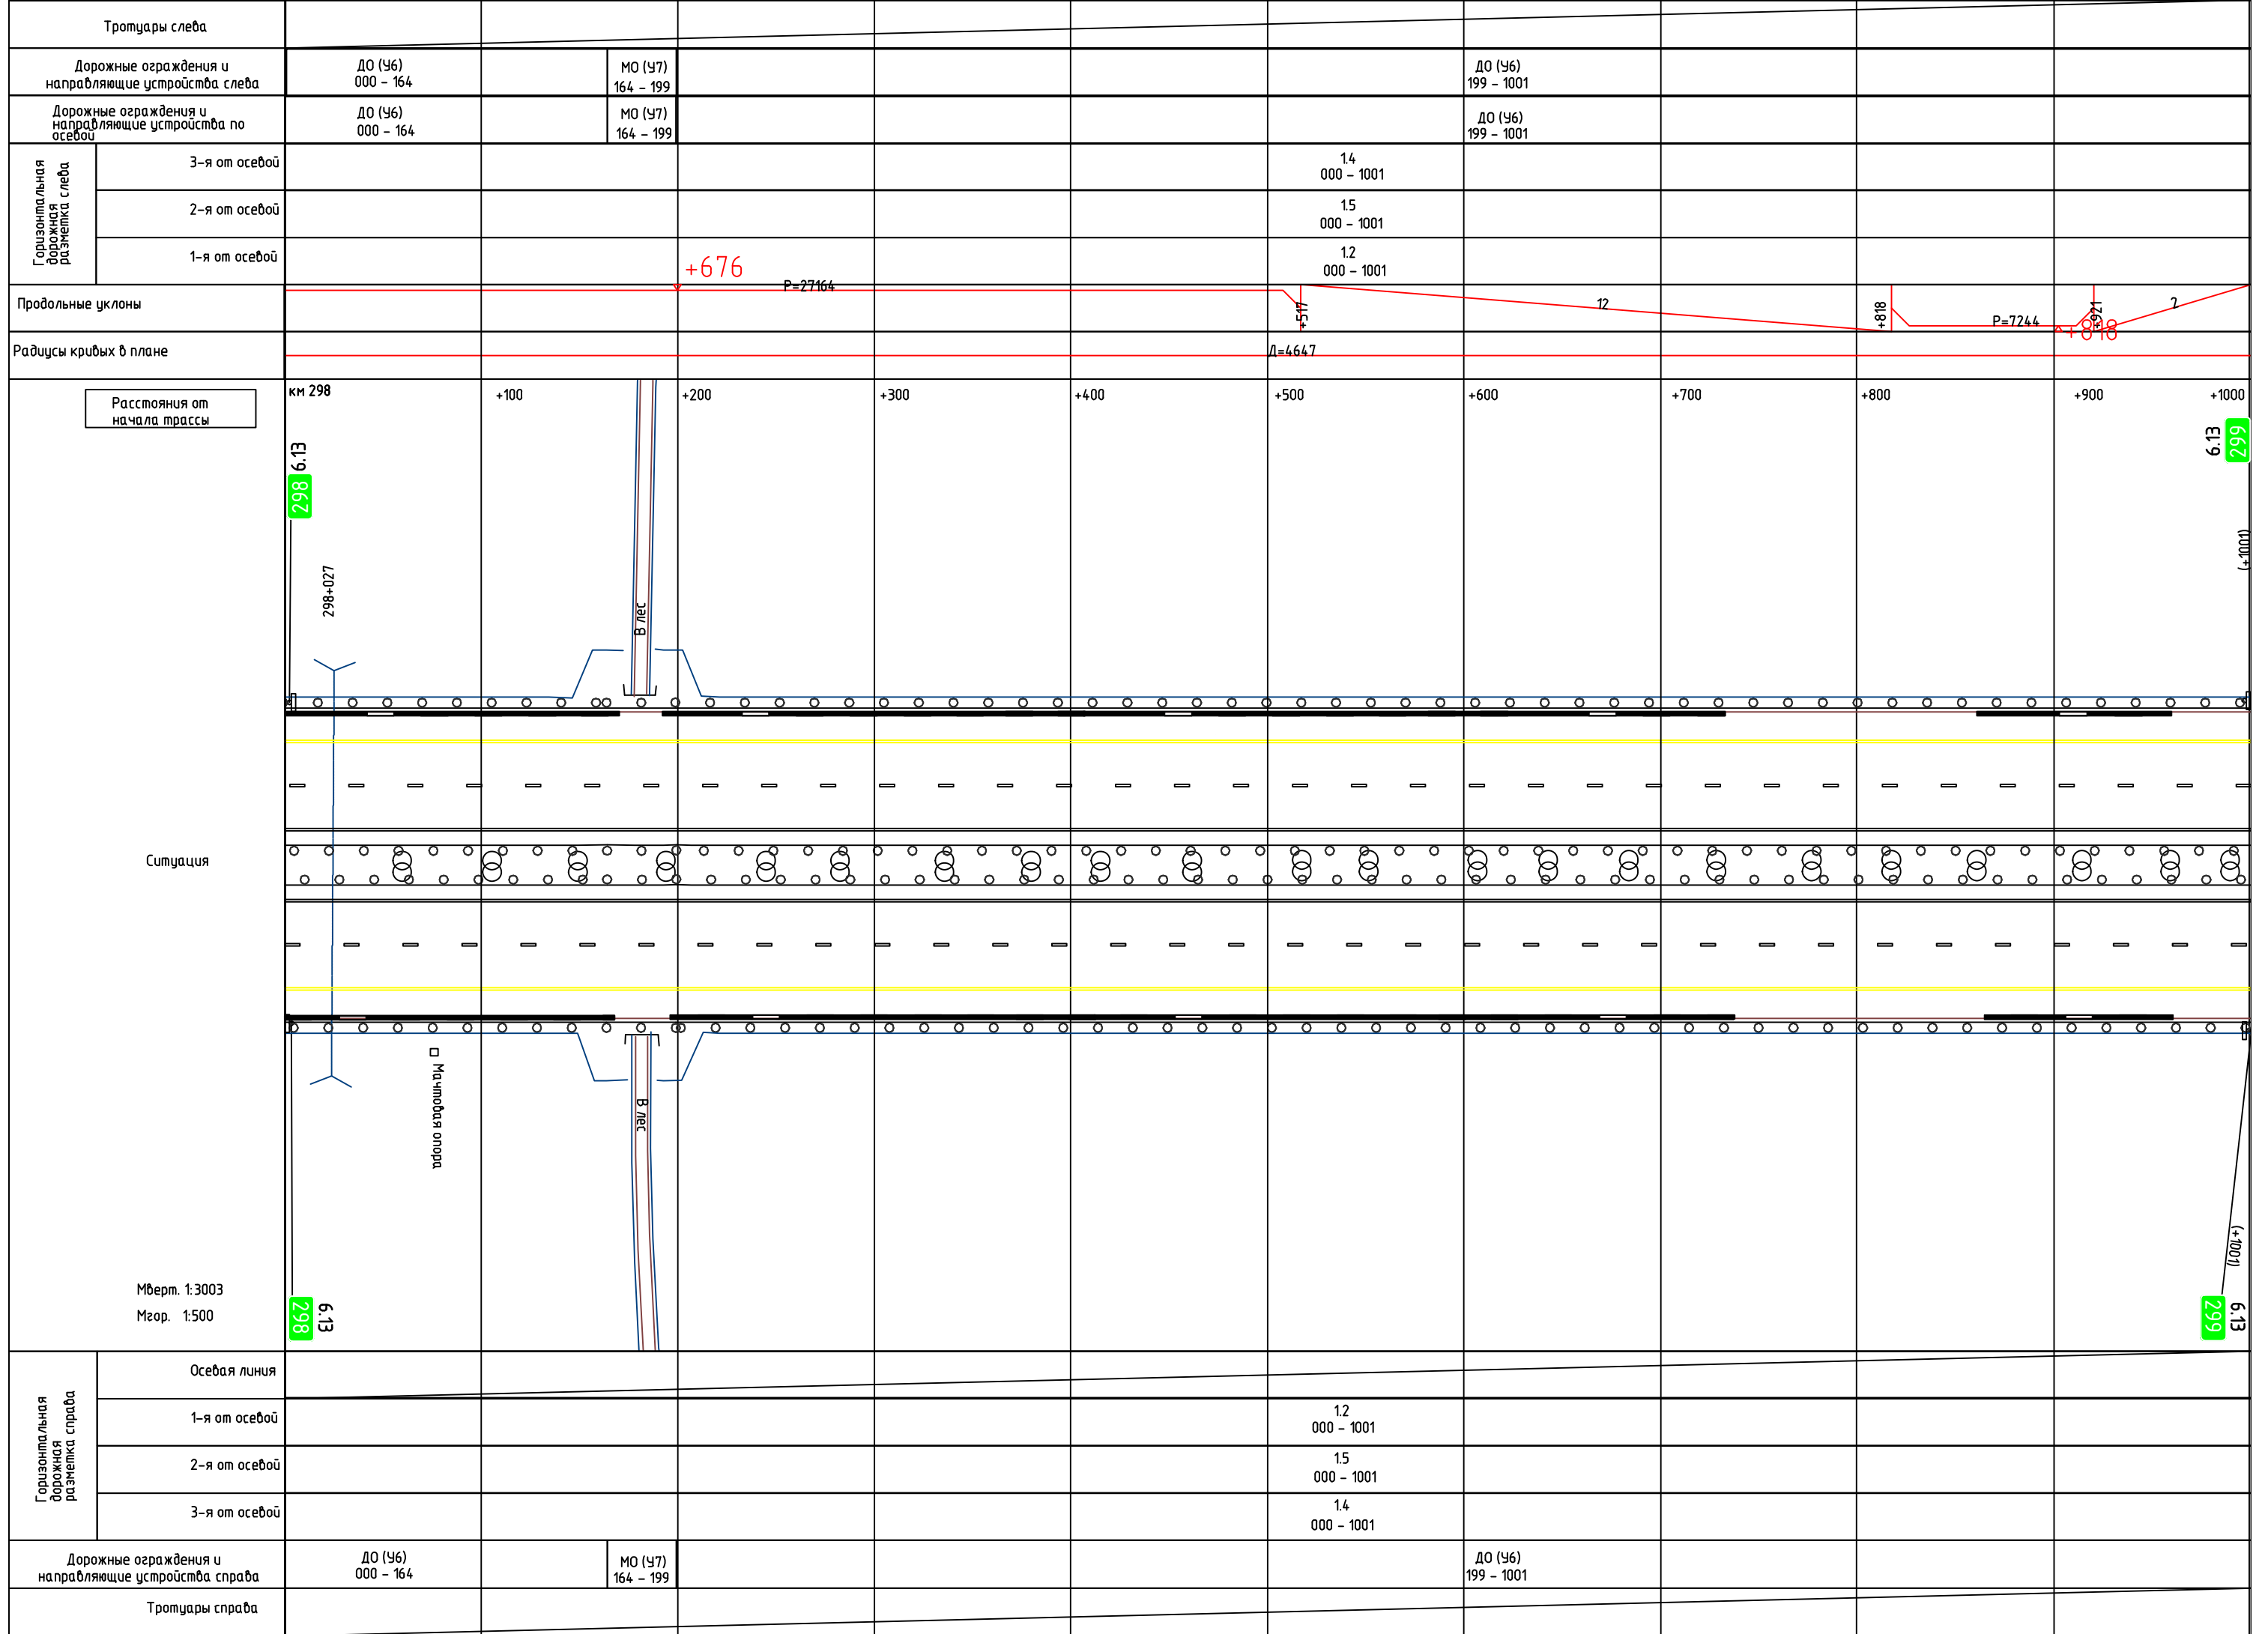 Тротуары слева
Дорожные ограждения и
направляющие устройства слева
ДО (У6)
000 – 164
МО (У7)
164 – 199
ДО (У6)
199 – 1001
Дорожные ограждения и
направляющие устройства по
осевой
ДО (У6)
000 – 164
МО (У7)
164 – 199
ДО (У6)
199 – 1001
Горизонтальная
дорожная
разметка слева
3–я от осевой
1.4
000 – 1001
2–я от осевой
1.5
000 – 1001
1–я от осевой
1.2
000 – 1001
+676
Продольные уклоны
Р=27164
+517
12
+818
Р=7244
+921
+818
2
Радиусы кривых в плане
Д=4647
Расстояния от
начала трассы
км 298
+100
+200
+300
+400
+500
+600
+700
+800
+900
+1000
6.13
298
6.13
299
298+027
(+1001)
В лес
Ситуация
Мачтовая опора
В лес
(+1001)
Мверт. 1:3003
Мгор. 1:500
298
6.13
299
6.13
Горизонтальная
дорожная
разметка справа
Осевая линия
1–я от осевой
1.2
000 – 1001
2–я от осевой
1.5
000 – 1001
3–я от осевой
1.4
000 – 1001
Дорожные ограждения и
направляющие устройства справа
ДО (У6)
000 – 164
МО (У7)
164 – 199
ДО (У6)
199 – 1001
Тротуары справа